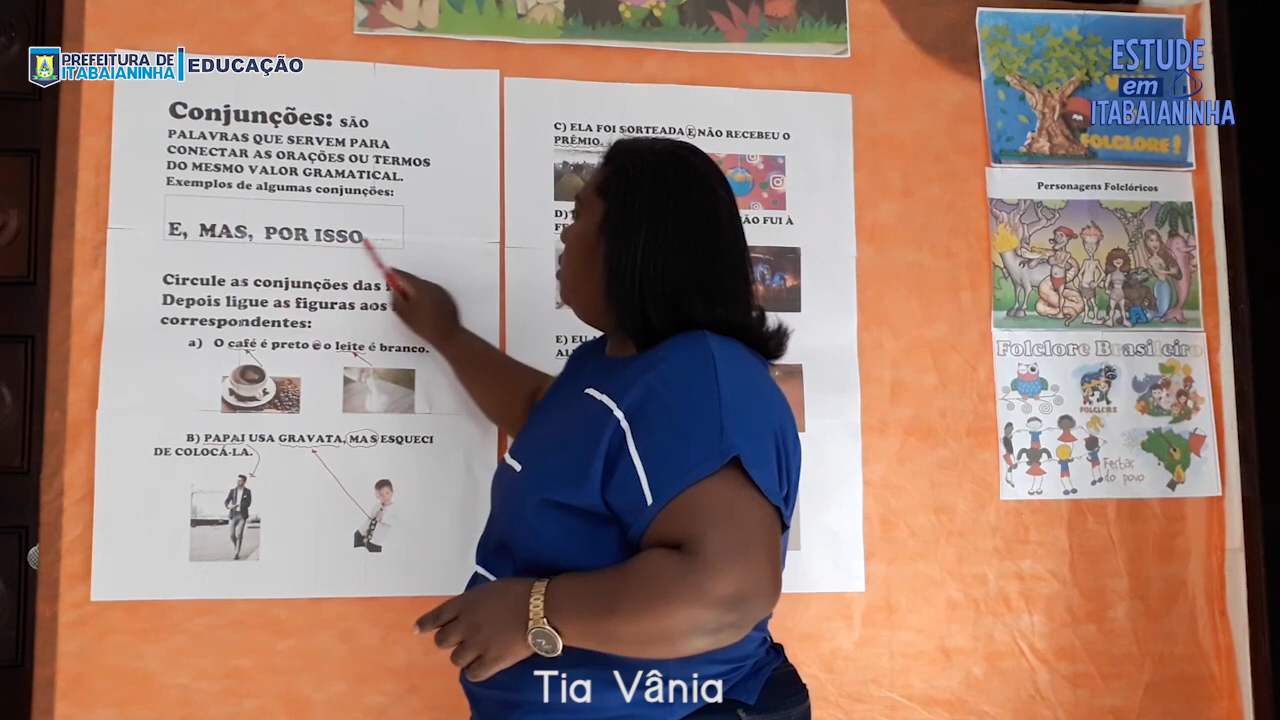 PREFEITURA DE
ITABAIANINHA
EDUCAÇÃO
ESTUDE
em
ITABAIANINHA
Conjunções: SÃO
PALAVRAS QUE SERVEM PARA
CONECTAR AS ORAÇÕES OU TERMOS
DO MESMO VALOR GRAMATICAL.
Exemplos de algumas conjunções:
E, MAS, POR ISSO
Circule as conjunções das
Depois ligue as figuras aos
correspondentes:
a) O café é preto e o leite é branco.
B) PAPAI USA GRAVATA, MAS ESQUECI
DE COLOCÁ-LA.
C) ELA FOI SORTEADA E NÃO RECEBEU O
PRÊMIO.
D)
NÃO FUI À
E) EU
FOLCLORE!
Personagens Folclóricos
Folclore Brasileiro
FOLCLORE
Festas
do povo
Tia Vânia